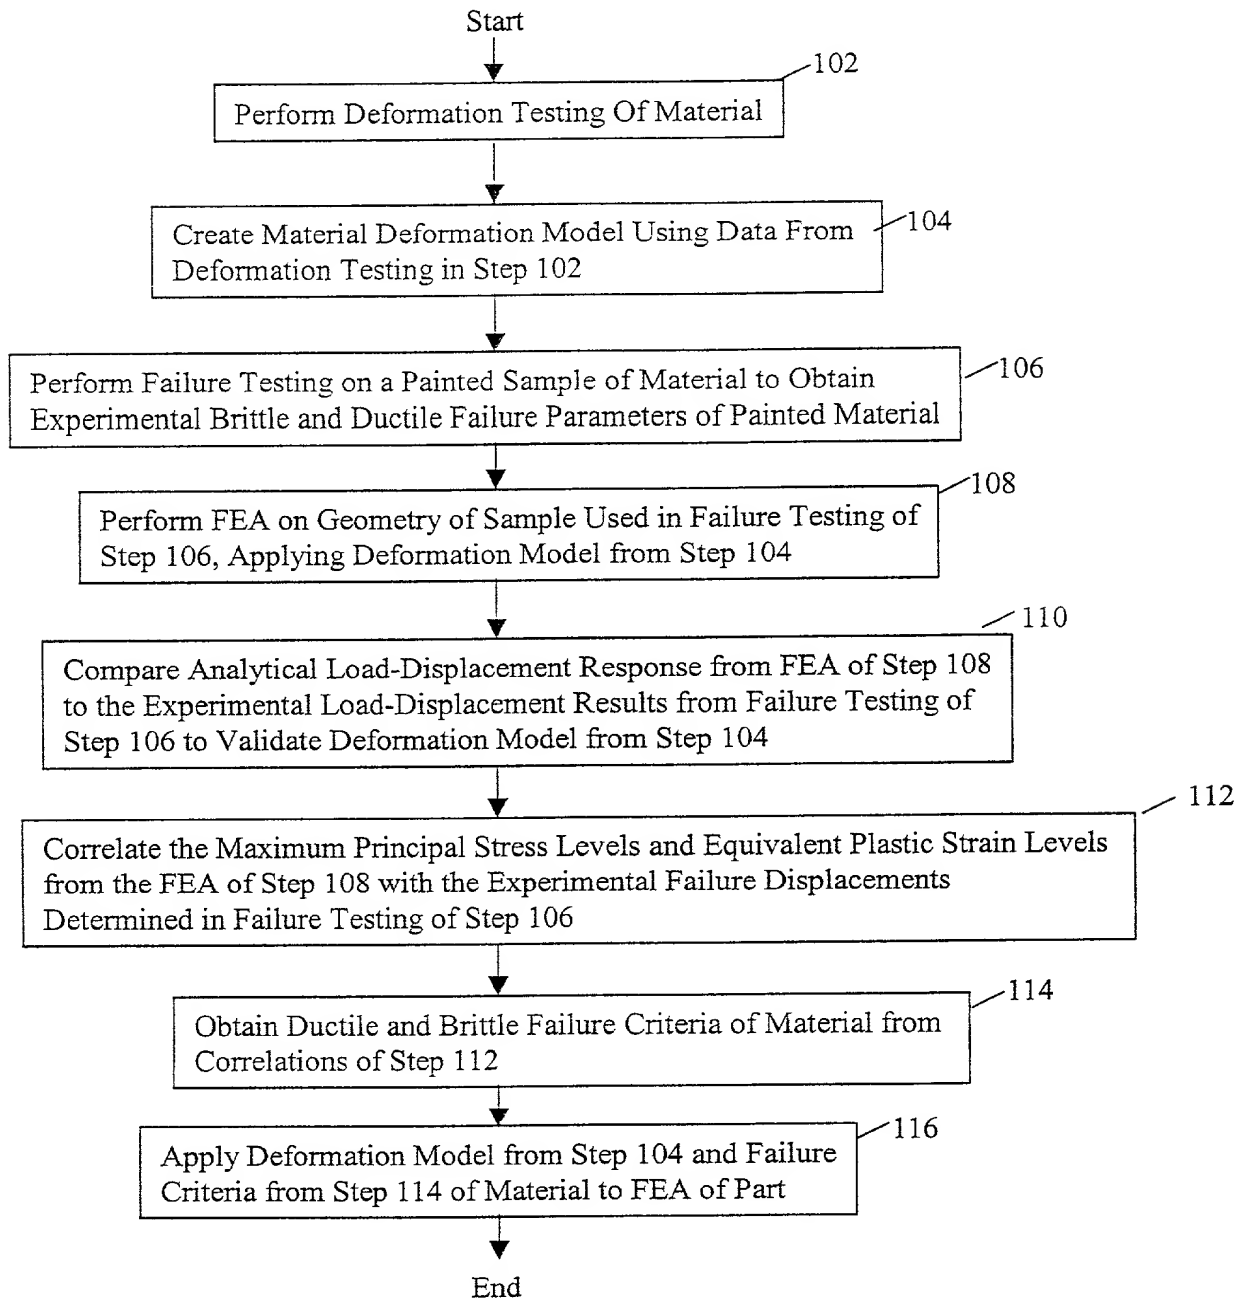 Start
102
Perform Deformation Testing Of Material
104
Create Material Deformation Model Using Data From
Deformation Testing in Step 102
106
Perform Failure Testing on a Painted Sample of Material to Obtain
Experimental Brittle and Ductile Failure Parameters of Painted Material
108
Perform FEA on Geometry of Sample Used in Failure Testing of
Step 106, Applying Deformation Model from Step 104
110
Compare Analytical Load-Displacement Response from FEA of Step 108
to the Experimental Load-Displacement Results from Failure Testing of
Step 106 to Validate Deformation Model from Step 104
112
Correlate the Maximum Principal Stress Levels and Equivalent Plastic Strain Levels
from the FEA of Step 108 with the Experimental Failure Displacements
Determined in Failure Testing of Step 106
114
Obtain Ductile and Brittle Failure Criteria of Material from
Correlations of Step 112
116
Apply Deformation Model from Step 104 and Failure
Criteria from Step 114 of Material to FEA of Part
End